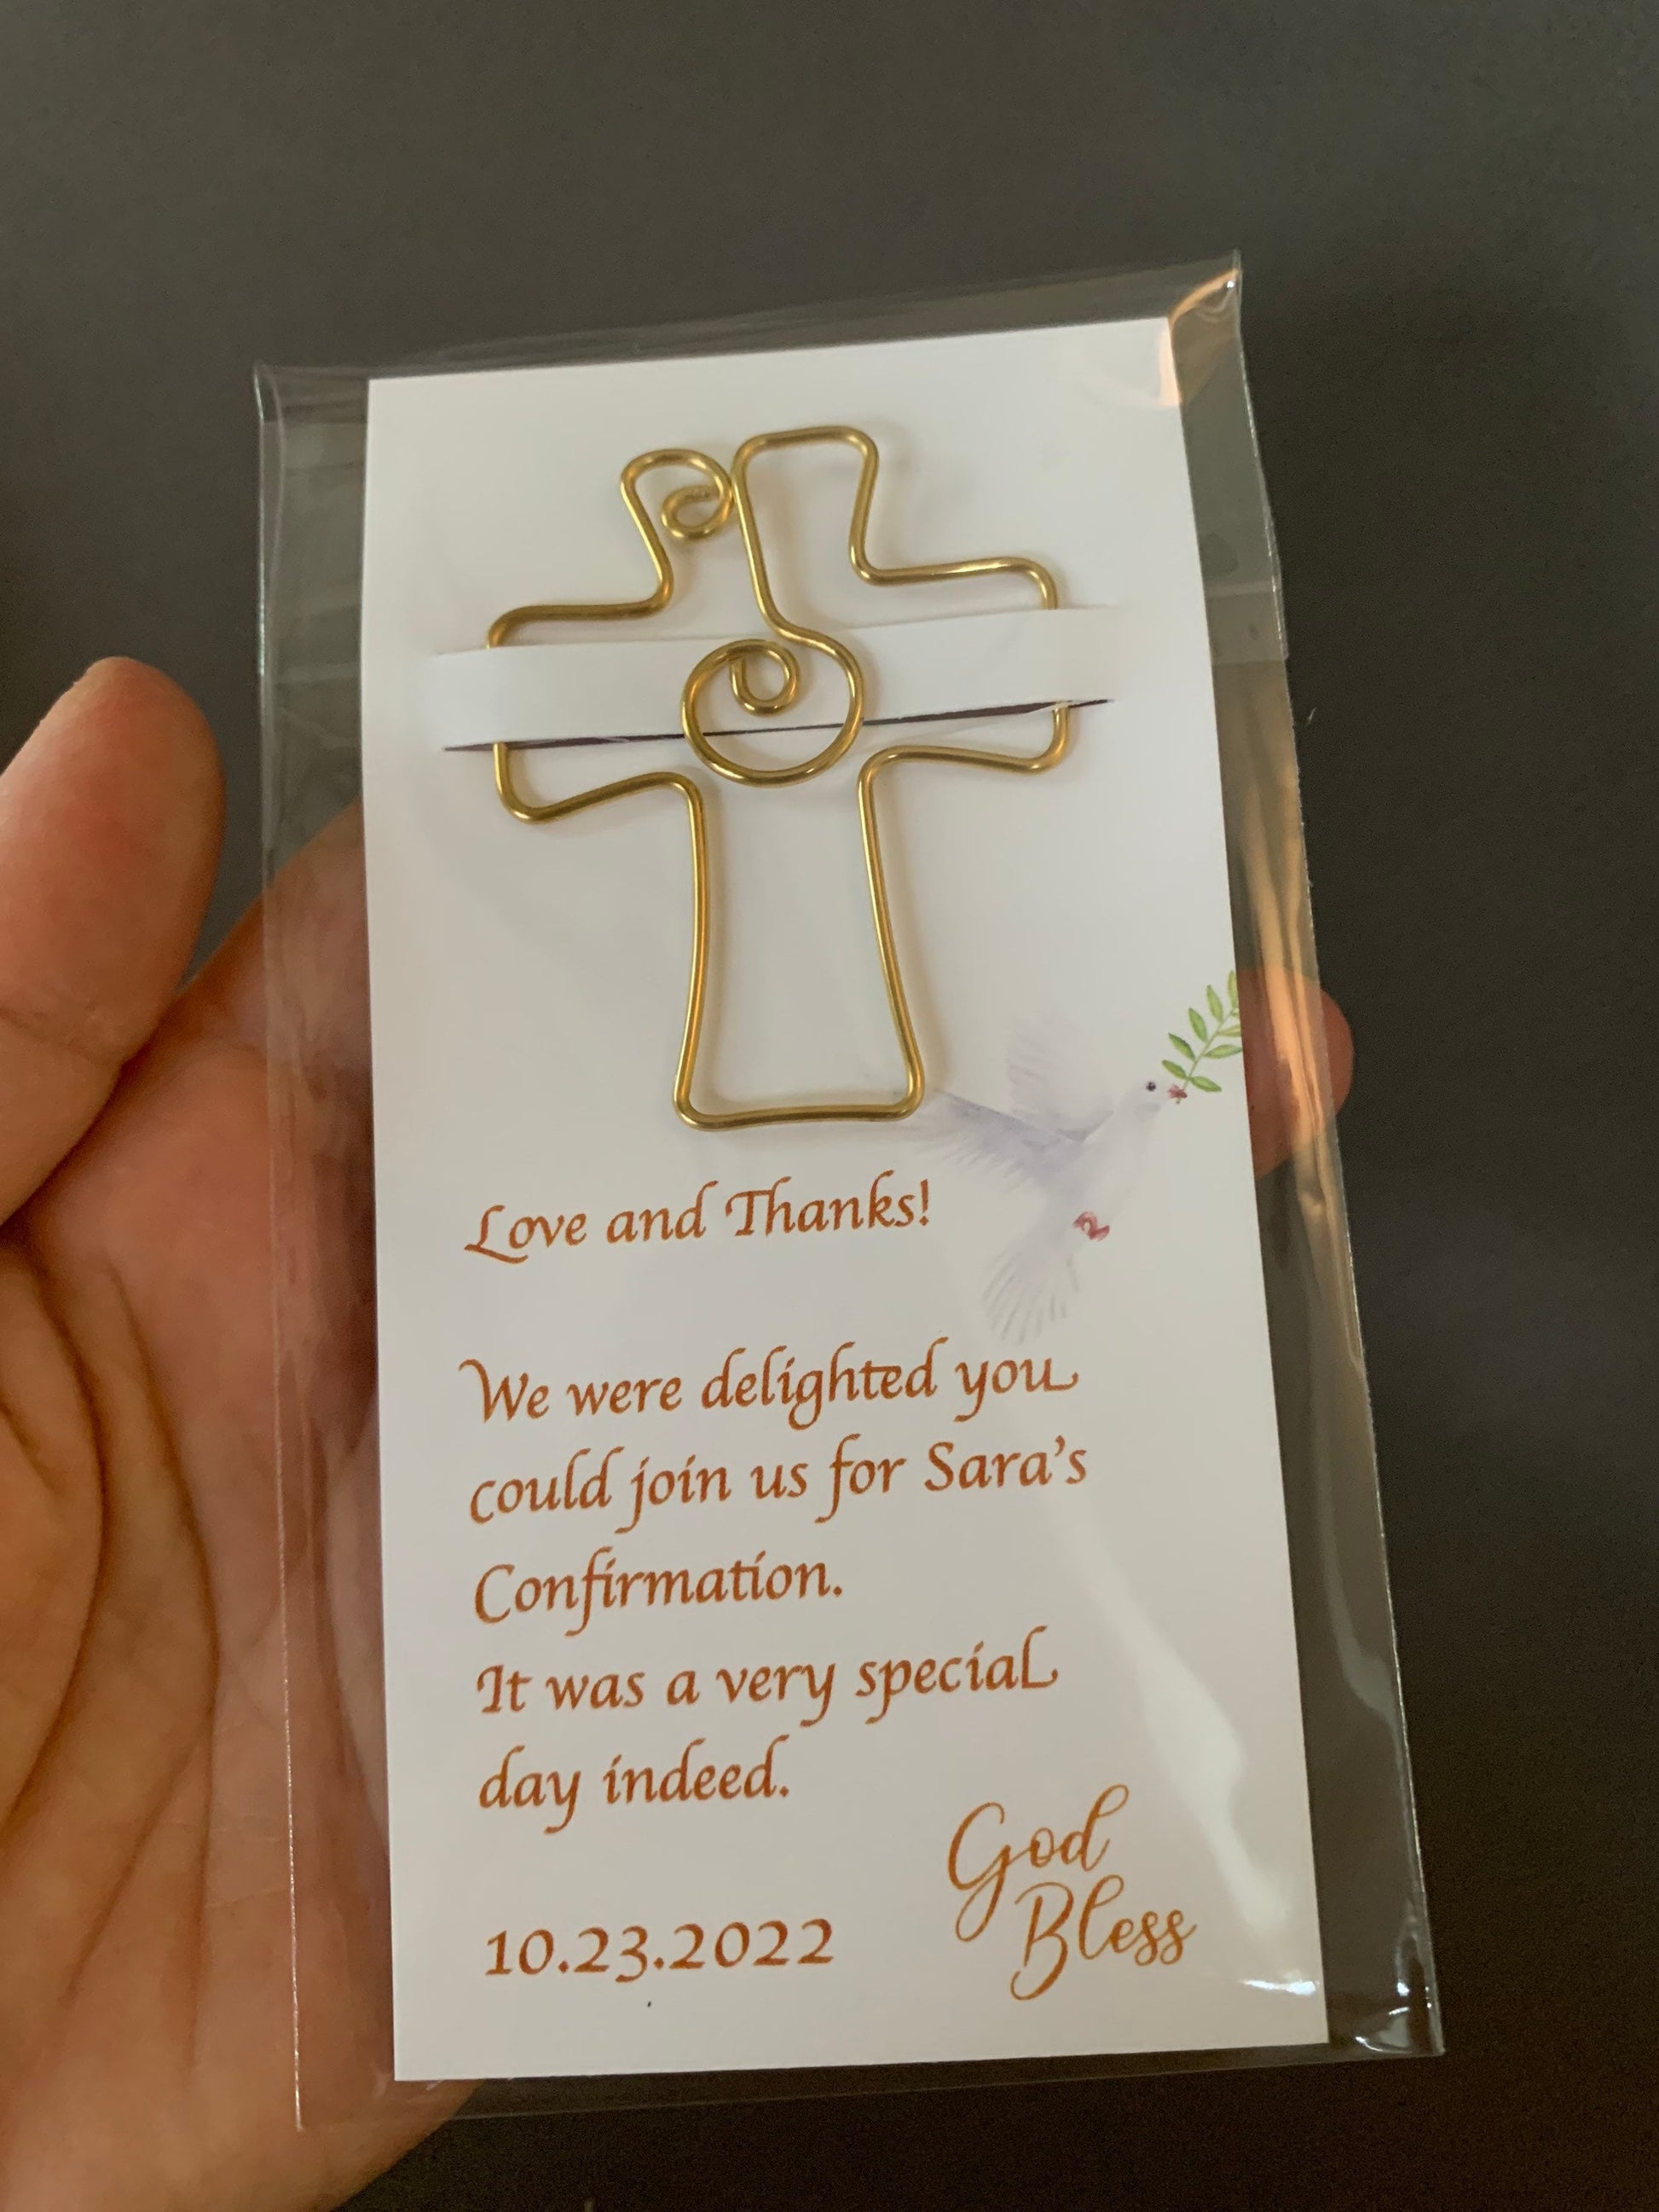 Love and Thanks!
We were delighted you
could join us for Sara's
Confirmation.
It was a very special
day indeed.
God
Bless
10.23.2022